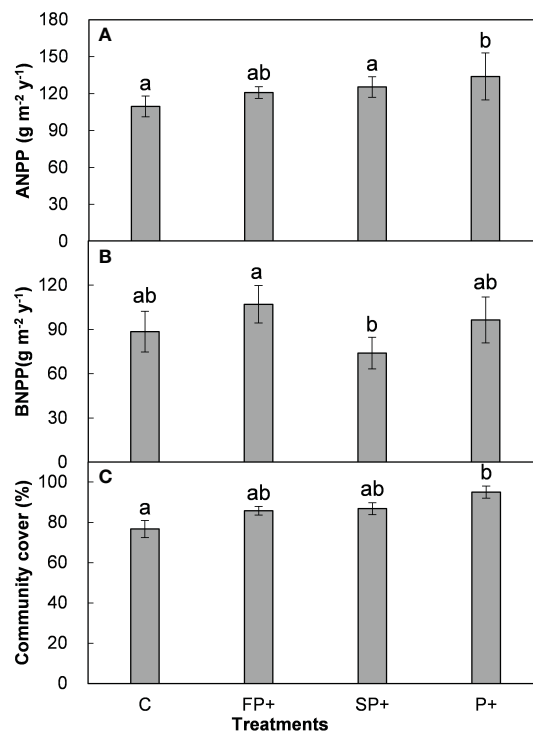 A
180
150
120
90
60
30
0
ANPP (g m⁻² y⁻¹)
a
ab
a
b
B
120
90
60
30
0
BNPP(g m⁻² y⁻¹)
ab
a
b
ab
C
100
80
60
40
20
0
Community cover (%)
a
ab
ab
b
C FP+ SP+ P+
Treatments